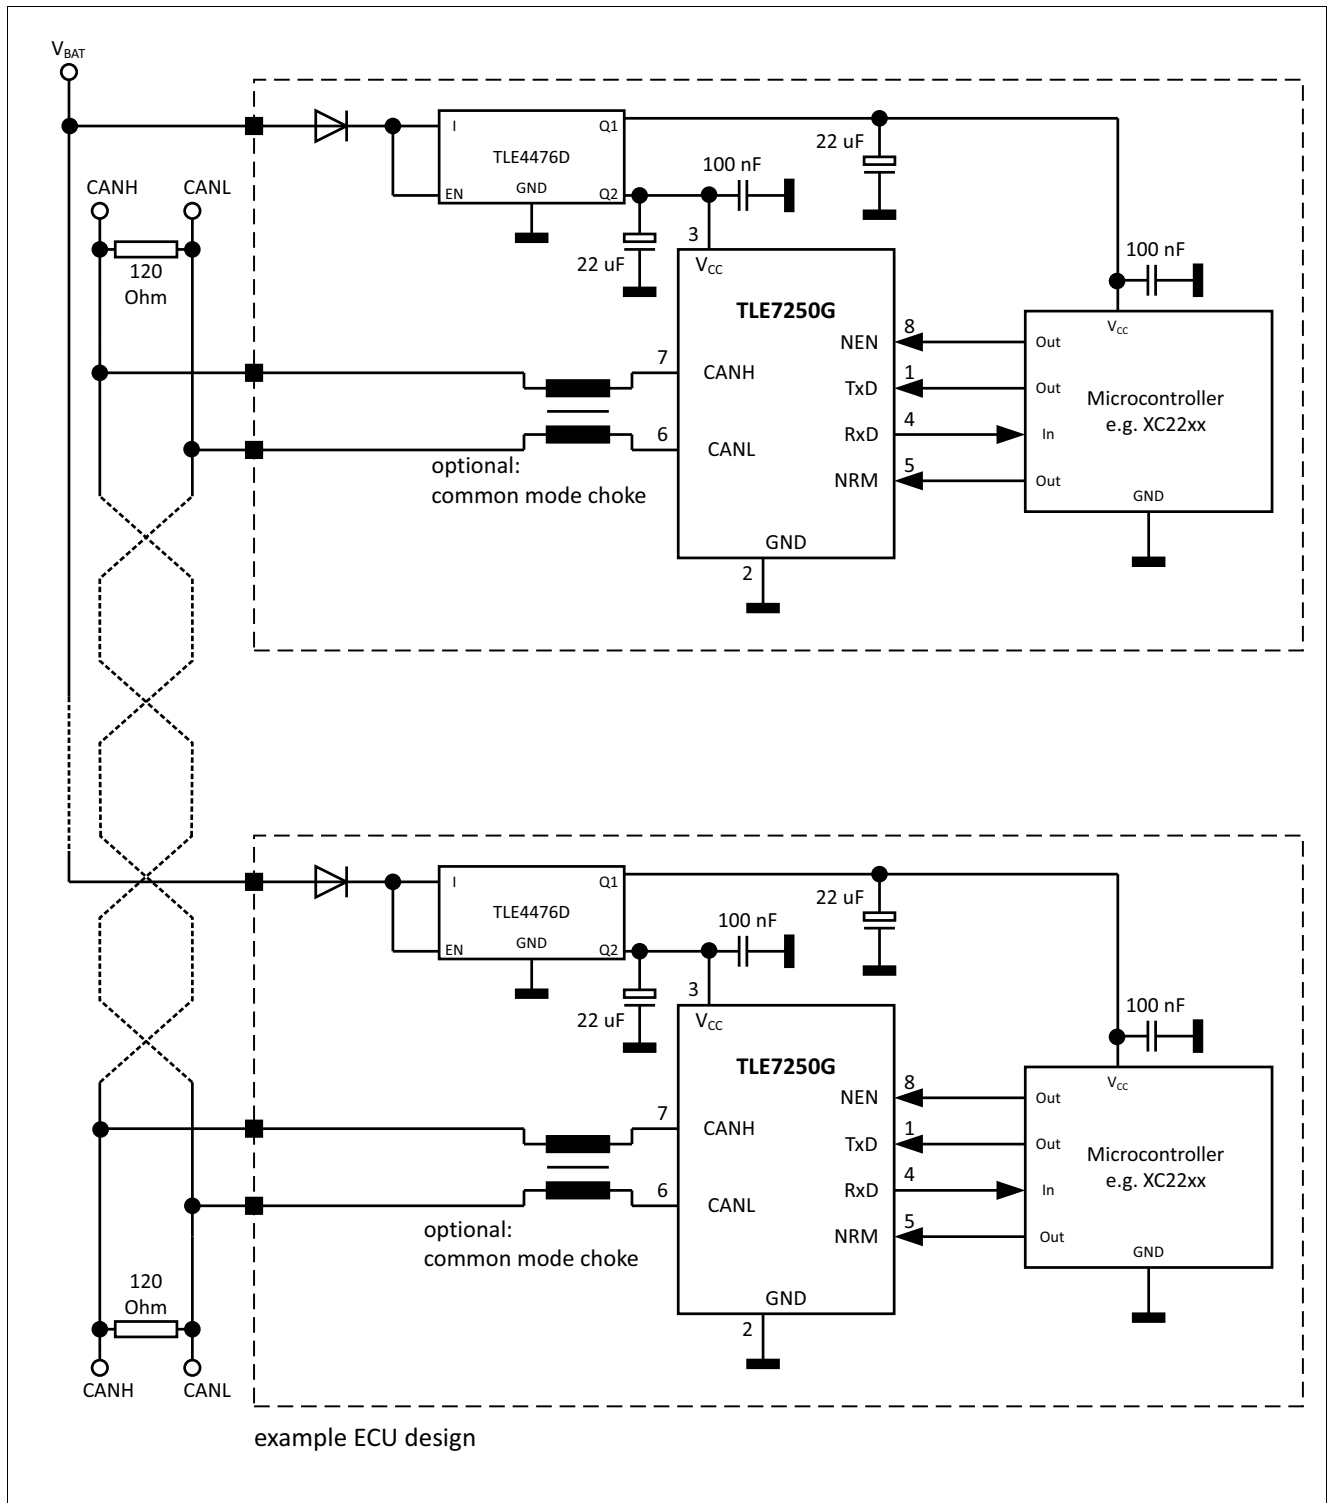 V_BAT
CANH CANL
120
Ohm
I Q1
TLE4476D
EN GND Q2
22 uF
100 nF
22 uF
100 nF
3
V_CC
TLE7250G
7 CANH
6 CANL
NEN 8
TxD 1
RxD 4
NRM 5
GND
2
optional:
common mode choke
V_CC
Out
Out
In
Out
Microcontroller
e.g. XC22xx
GND
I Q1
TLE4476D
EN GND Q2
22 uF
100 nF
22 uF
100 nF
3
V_CC
TLE7250G
7 CANH
6 CANL
NEN 8
TxD 1
RxD 4
NRM 5
GND
2
optional:
common mode choke
V_CC
Out
Out
In
Out
Microcontroller
e.g. XC22xx
GND
120
Ohm
CANH CANL
example ECU design